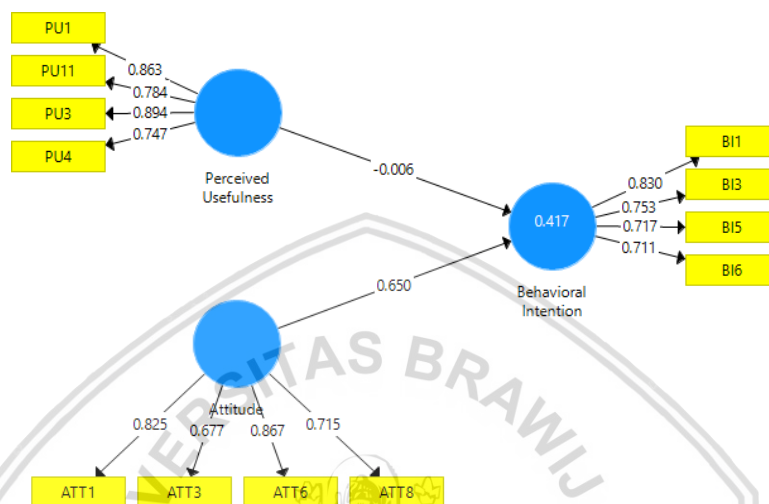 PU1
PU11
PU3
PU4
0.863
0.784
0.894
0.747
Perceived
Usefulness
-0.006
0.650
0.417
Behavioral
Intention
0.830
0.753
0.717
0.711
BI1
BI3
BI5
BI6
Attitude
0.825
0.677
0.867
0.715
ATT1
ATT3
ATT6
ATT8
VERSITAS BRAWIJ